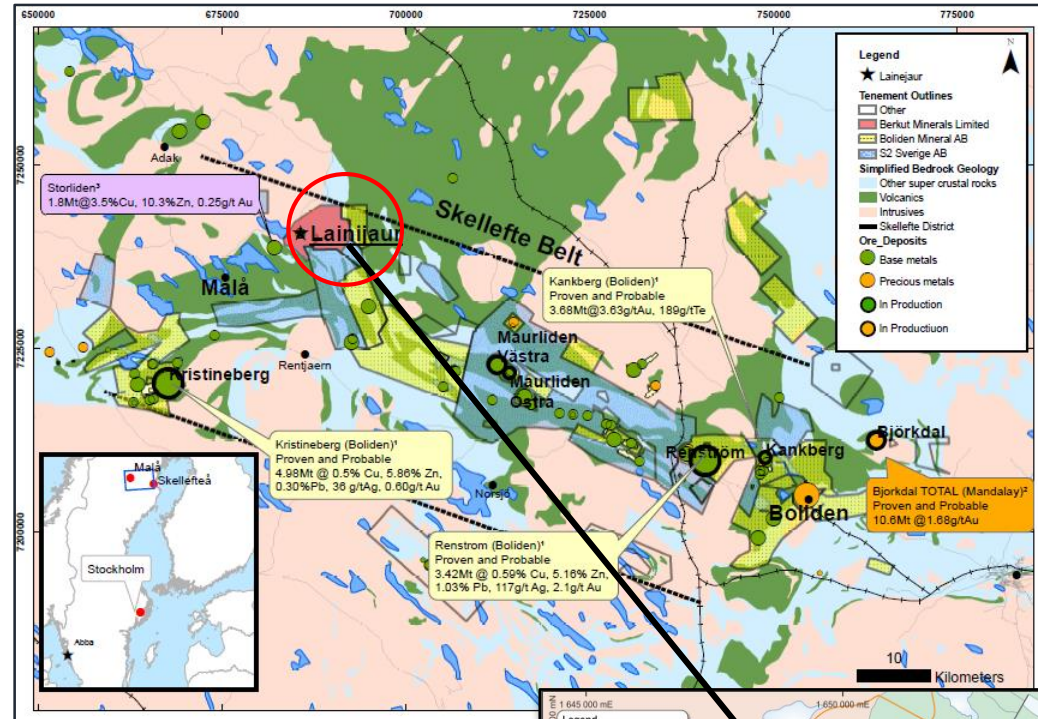 650000
675000
700000
725000
750000
775000
7250000
7225000
7200000
Legend
N
Lainejaur
Tenement Outlines
Other
Berkut Minerals Limited
Boliden Mineral AB
S2 Sverige AB
Simplified Bedrock Geology
Other super crustal rocks
Volcanics
Intrusives
Skellefte District
Ore_Deposits
Base metals
Precious metals
In Production
In Productiuon
Adak
Storliden³
1.8Mt@3.5%Cu, 10.3%Zn, 0.25g/t Au
Lainijaur
Skellefte Belt
Malå
Kankberg (Boliden)¹
Proven and Probable
3.68Mt@3.63g/tAu, 189g/tTe
Maurliden
Västra
Maurliden
Ostra
Rentjaern
Kristineberg
Kristineberg (Boliden)¹
Proven and Probable
4.98Mt @ 0.5% Cu, 5.86% Zn,
0.30%Pb, 36 g/tAg, 0.60g/t Au
Renström
Kankberg
Björkdal
Norsjö
Boliden
Bjorkdal TOTAL (Mandalay)²
Proven and Probable
10.6Mt @1.68g/tAu
Renstrom (Boliden)¹
Proven and Probable
3.42Mt @ 0.59% Cu, 5.16% Zn,
1.03% Pb, 117g/t Ag, 2.1g/t Au
Malå
Skellefteå
Stockholm
Abba
10
Kilometers
1 645 000 mE
1 650 000 mE
Legend